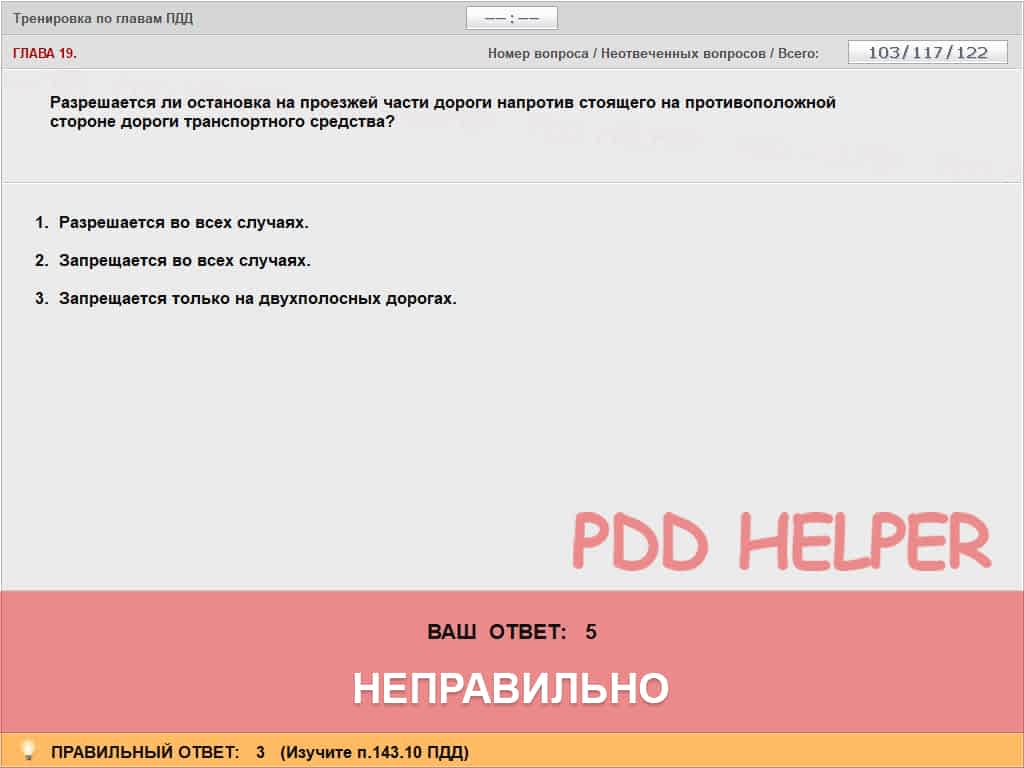 Тренировка по главам ПДД
—— : ——
ГЛАВА 19.
Номер вопроса / Неотвеченных вопросов / Всего: 103/117/122
Разрешается ли остановка на проезжей части дороги напротив стоящего на противоположной
стороне дороги транспортного средства?
1. Разрешается во всех случаях.
2. Запрещается во всех случаях.
3. Запрещается только на двухполосных дорогах.
PDD HELPER
ВАШ ОТВЕТ: 5
НЕПРАВИЛЬНО
ПРАВИЛЬНЫЙ ОТВЕТ: 3 (Изучите п.143.10 ПДД)